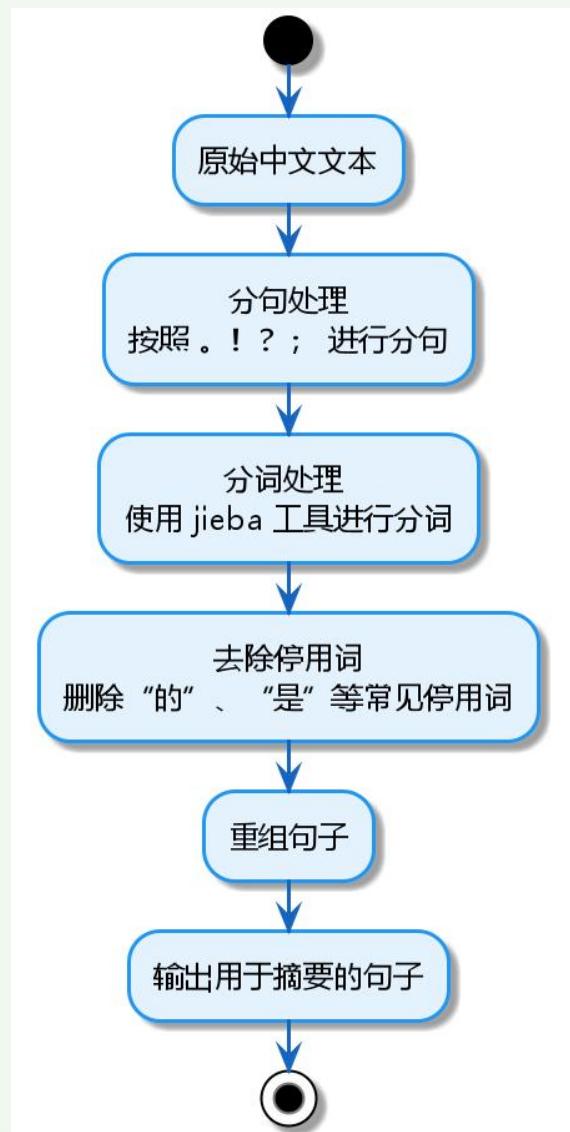 原始中文文本
分句处理
按照 。！？； 进行分句
分词处理
使用 jieba 工具进行分词
去除停用词
删除“的”、“是”等常见停用词
重组句子
输出用于摘要的句子